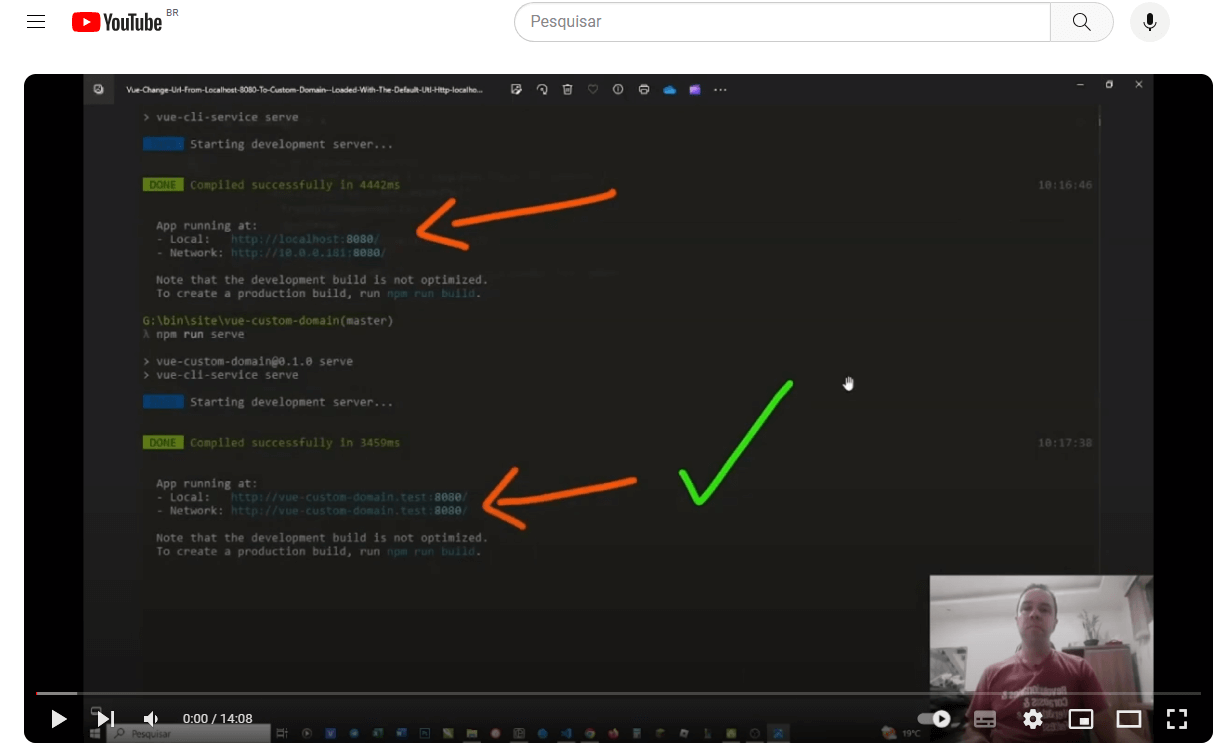 YouTube BR
Pesquisar
Vue-Change-Url-From-Localhost-8080-To-Custom-Domain--Loaded-With-The-Default-Utl-Http-localho...
> vue-cli-service serve
Starting development server...
DONE Compiled successfully in 4442ms 10:16:46
App running at:
- Local: http://localhost:8080/
- Network: http://10.0.0.181:8080/
Note that the development build is not optimized.
To create a production build, run npm run build.
G:\bin\site\vue-custom-domain(master)
λ npm run serve
> vue-custom-domain@0.1.0 serve
> vue-cli-service serve
Starting development server...
DONE Compiled successfully in 3459ms 10:17:38
App running at:
- Local: http://vue-custom-domain.test:8080/
- Network: http://vue-custom-domain.test:8080/
Note that the development build is not optimized.
To create a production build, run npm run build.
0:00 / 14:08
Pesquisar
19°C